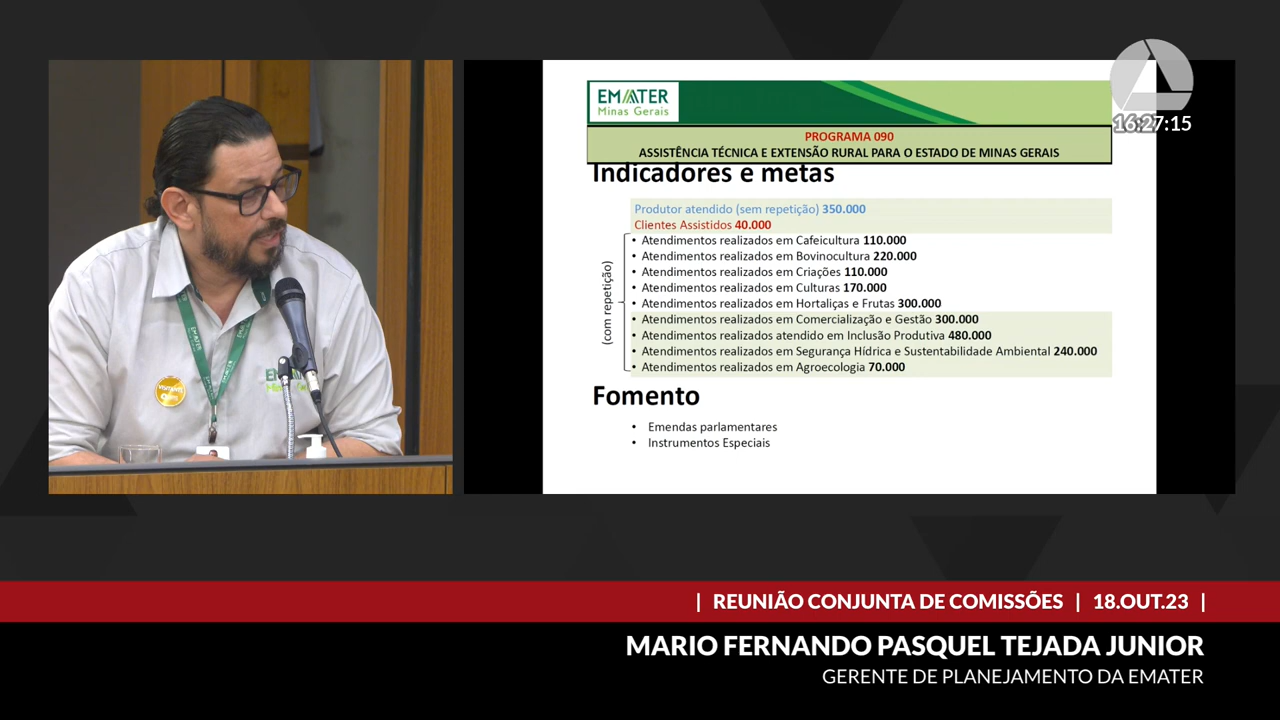 16:27:15
EMATER
Minas Gerais
PROGRAMA 090
ASSISTÊNCIA TÉCNICA E EXTENSÃO RURAL PARA O ESTADO DE MINAS GERAIS
Indicadores e metas
Produtor atendido (sem repetição) 350.000
Clientes Assistidos 40.000
(com repetição)
• Atendimentos realizados em Cafeicultura 110.000
• Atendimentos realizados em Bovinocultura 220.000
• Atendimentos realizados em Criações 110.000
• Atendimentos realizados em Culturas 170.000
• Atendimentos realizados em Hortaliças e Frutas 300.000
• Atendimentos realizados em Comercialização e Gestão 300.000
• Atendimentos realizados atendido em Inclusão Produtiva 480.000
• Atendimentos realizados em Segurança Hídrica e Sustentabilidade Ambiental 240.000
• Atendimentos realizados em Agroecologia 70.000
Fomento
• Emendas parlamentares
• Instrumentos Especiais
VISITANTE
EMATER
| REUNIÃO CONJUNTA DE COMISSÕES | 18.OUT.23 |
MARIO FERNANDO PASQUEL TEJADA JUNIOR
GERENTE DE PLANEJAMENTO DA EMATER